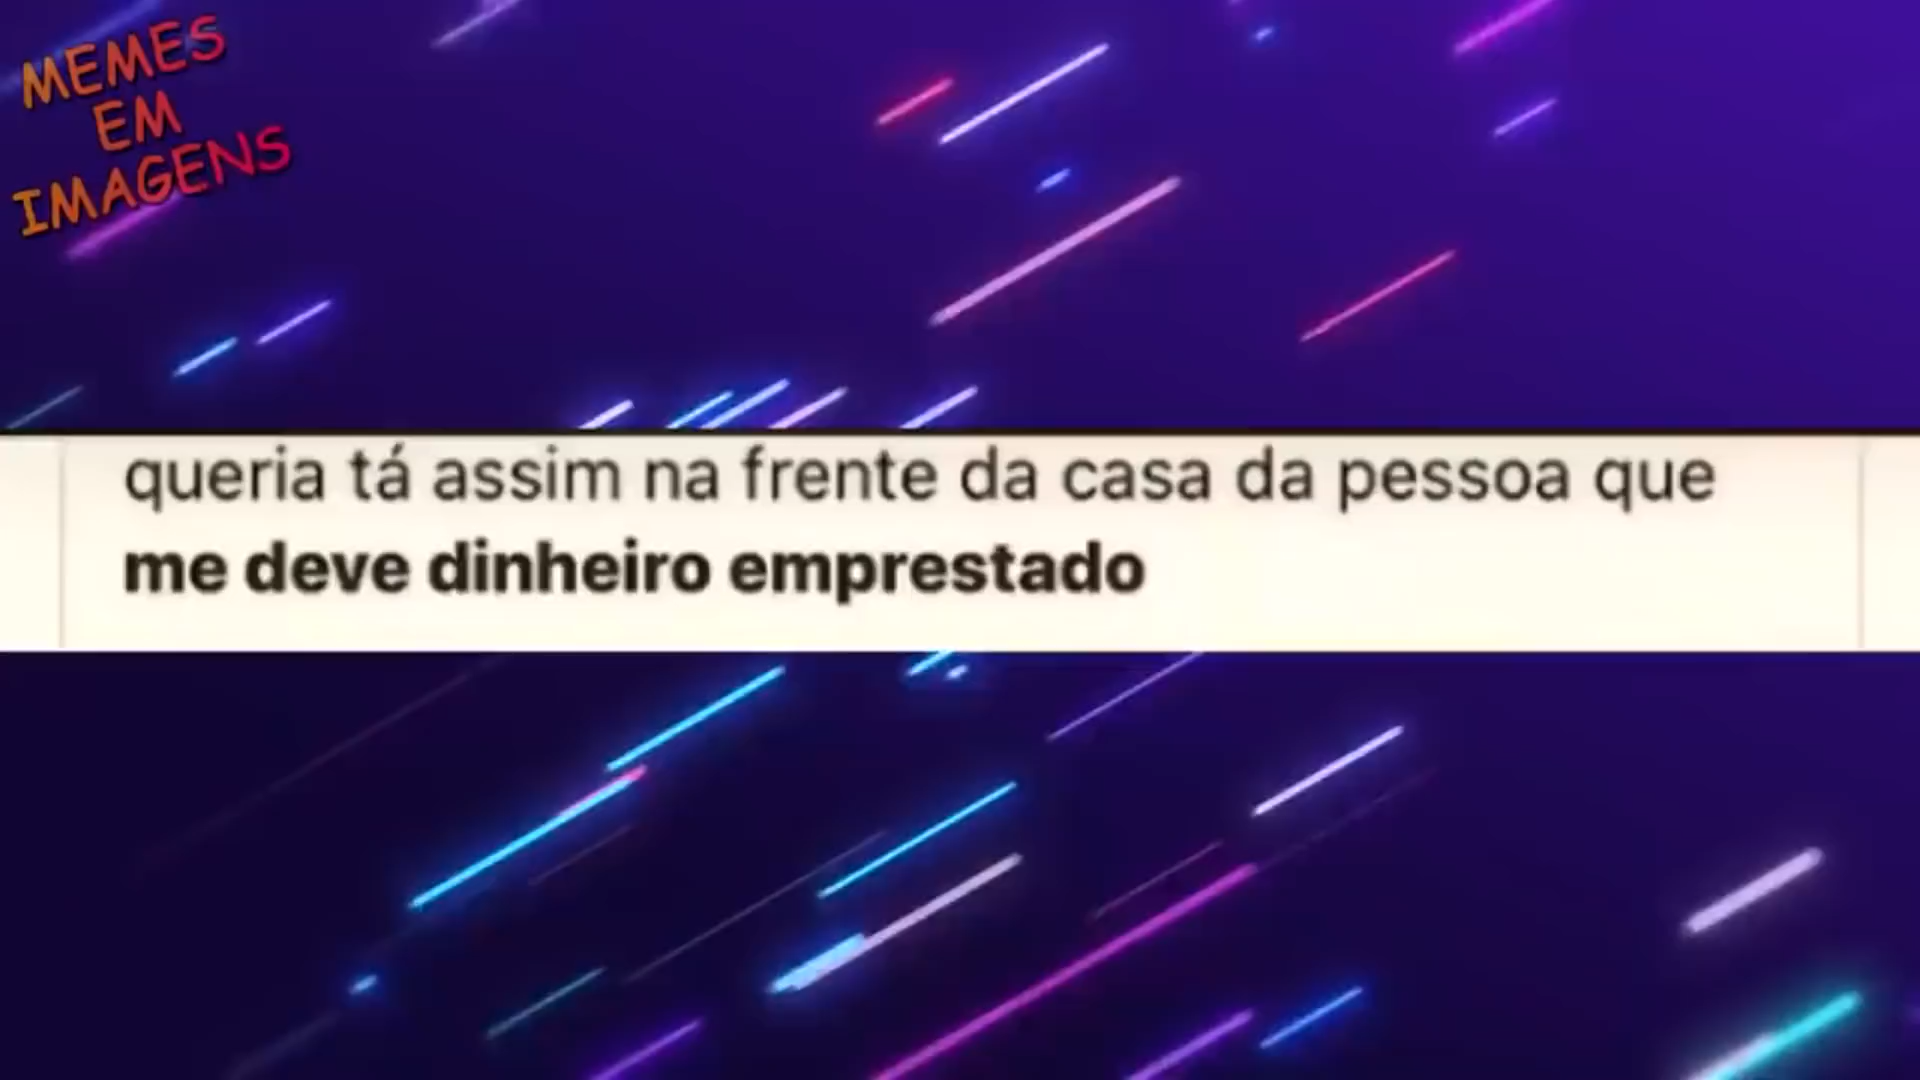 MEMES
EM
IMAGENS
queria tá assim na frente da casa da pessoa que
me deve dinheiro emprestado